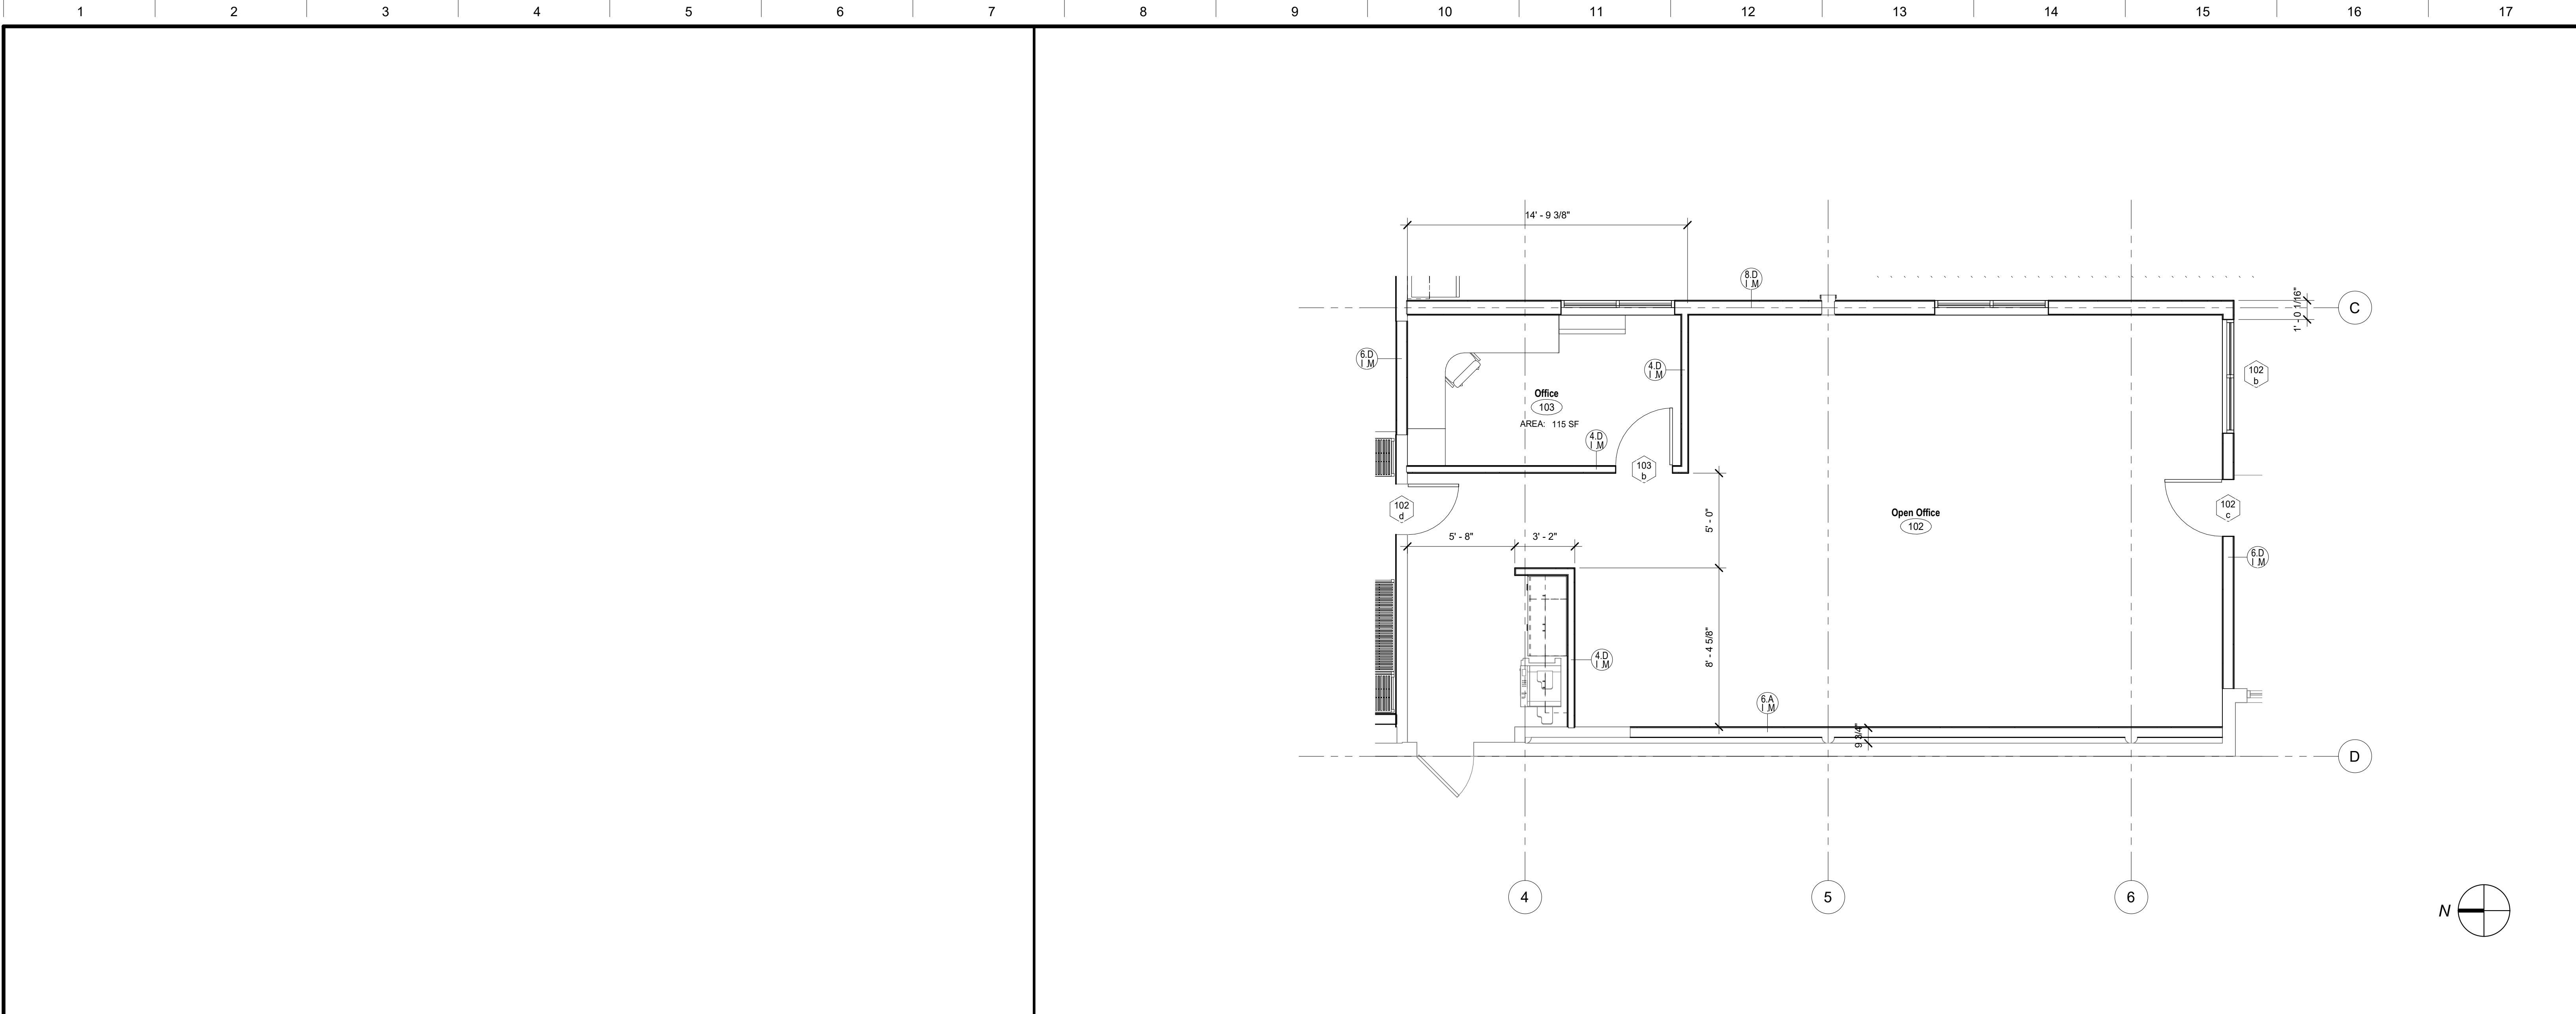 1 2 3 4 5 6 7 8 9 10 11 12 13 14 15 16 17
14' - 9 3/8"
8.D
I .M
1' - 0 1/16"
C
6.D
I .M
4.D
I .M
102
b
Office
103
AREA: 115 SF
4.D
I .M
103
b
102
d
5' - 0"
Open Office
102
102
c
5' - 8"
3' - 2"
6.D
I .M
8' - 4 5/8"
4.D
I .M
6.A
I .M
9 3/4"
D
4
5
6
N